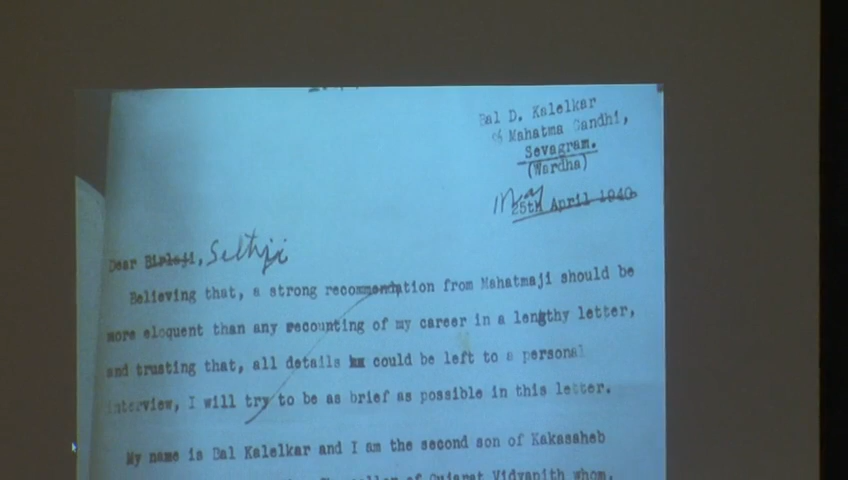 Bal D. Kalelkar
c/o Mahatma Gandhi,
Sevagram.
(Wardha)
May
25th April 1940.
Dear Birlaji, Sethji
Believing that, a strong recommendation from Mahatmaji should be
more eloquent than any recounting of my career in a lengthy letter,
and trusting that, all details could be left to a personal
interview, I will try to be as brief as possible in this letter.
My name is Bal Kalelkar and I am the second son of Kakasaheb
of Gujarat Vidyapith whom,